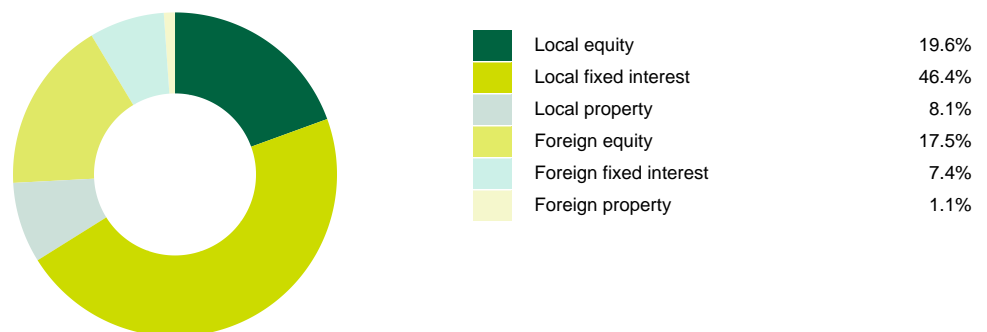 Local equity 19.6%
Local fixed interest 46.4%
Local property 8.1%
Foreign equity 17.5%
Foreign fixed interest 7.4%
Foreign property 1.1%